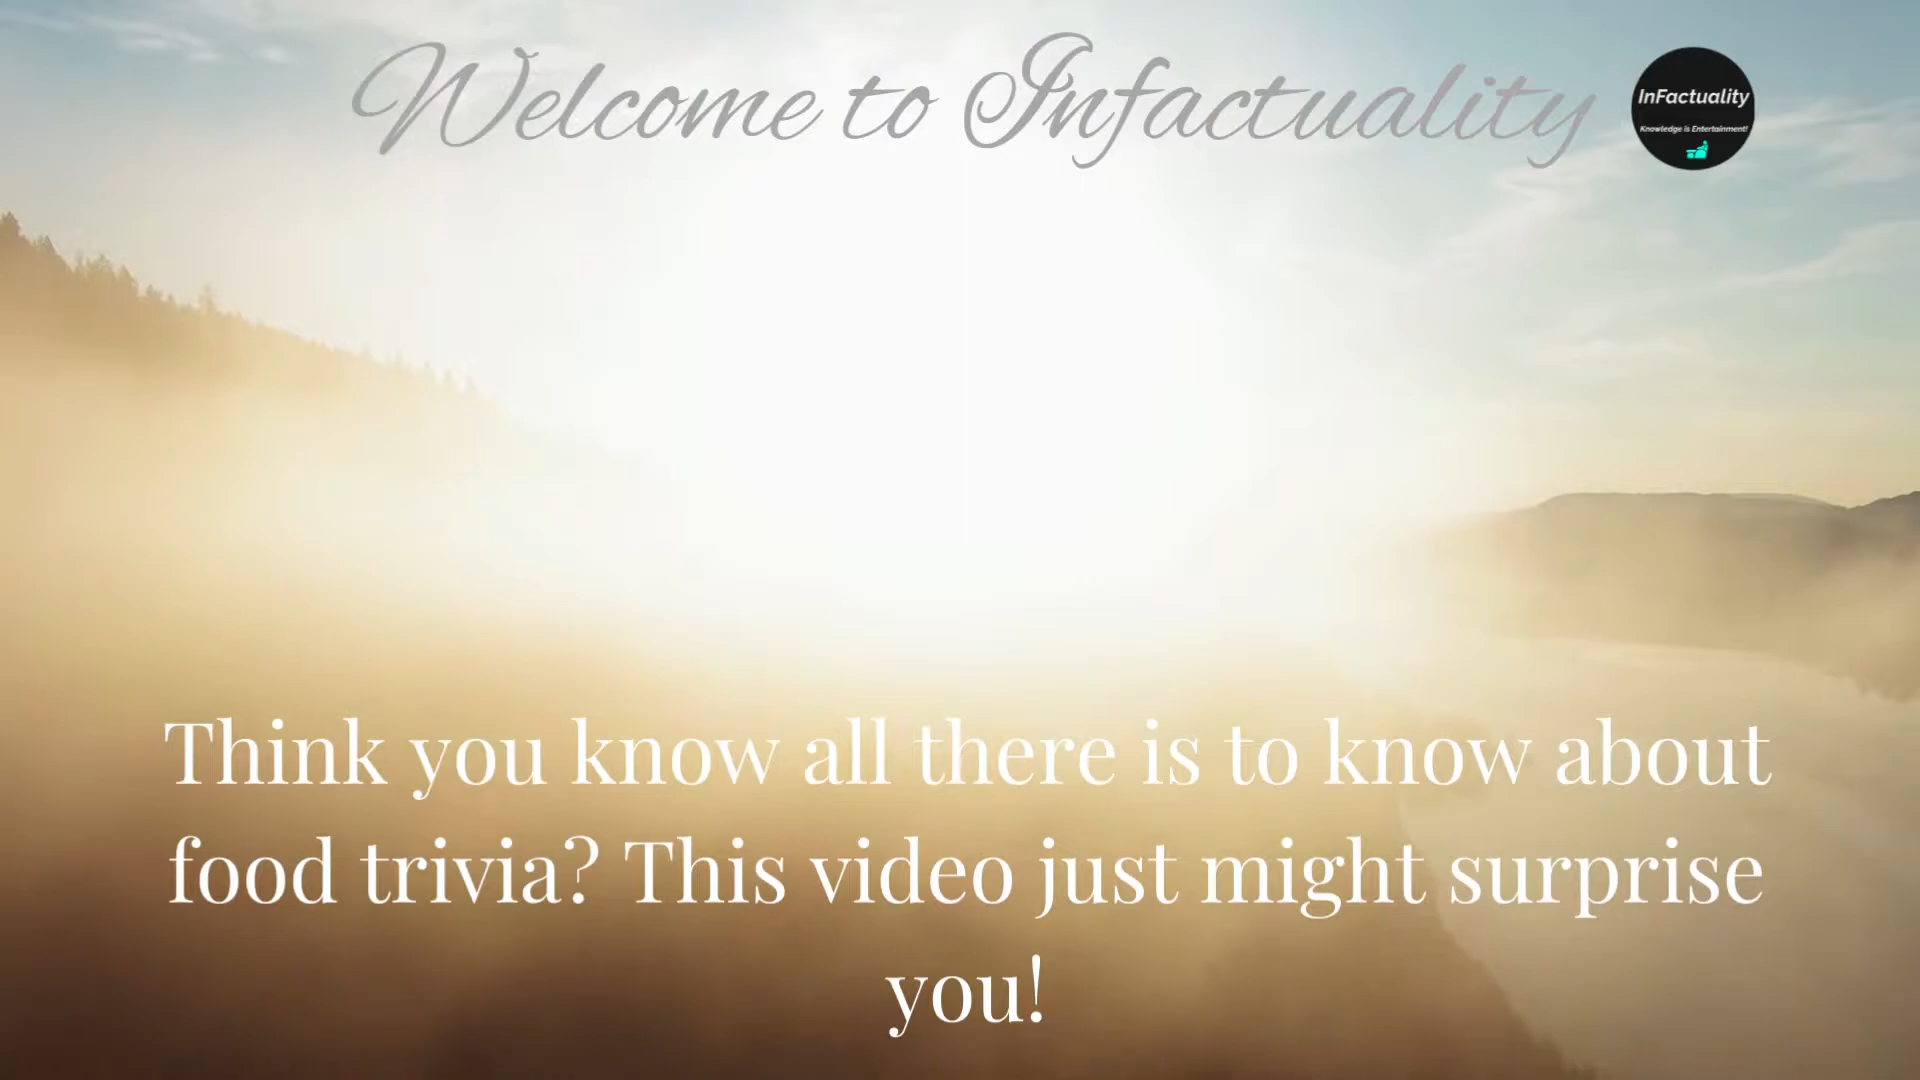 Welcome to Infactuality
InFactuality
Knowledge is Entertainment!
Think you know all there is to know about
food trivia? This video just might surprise
you!